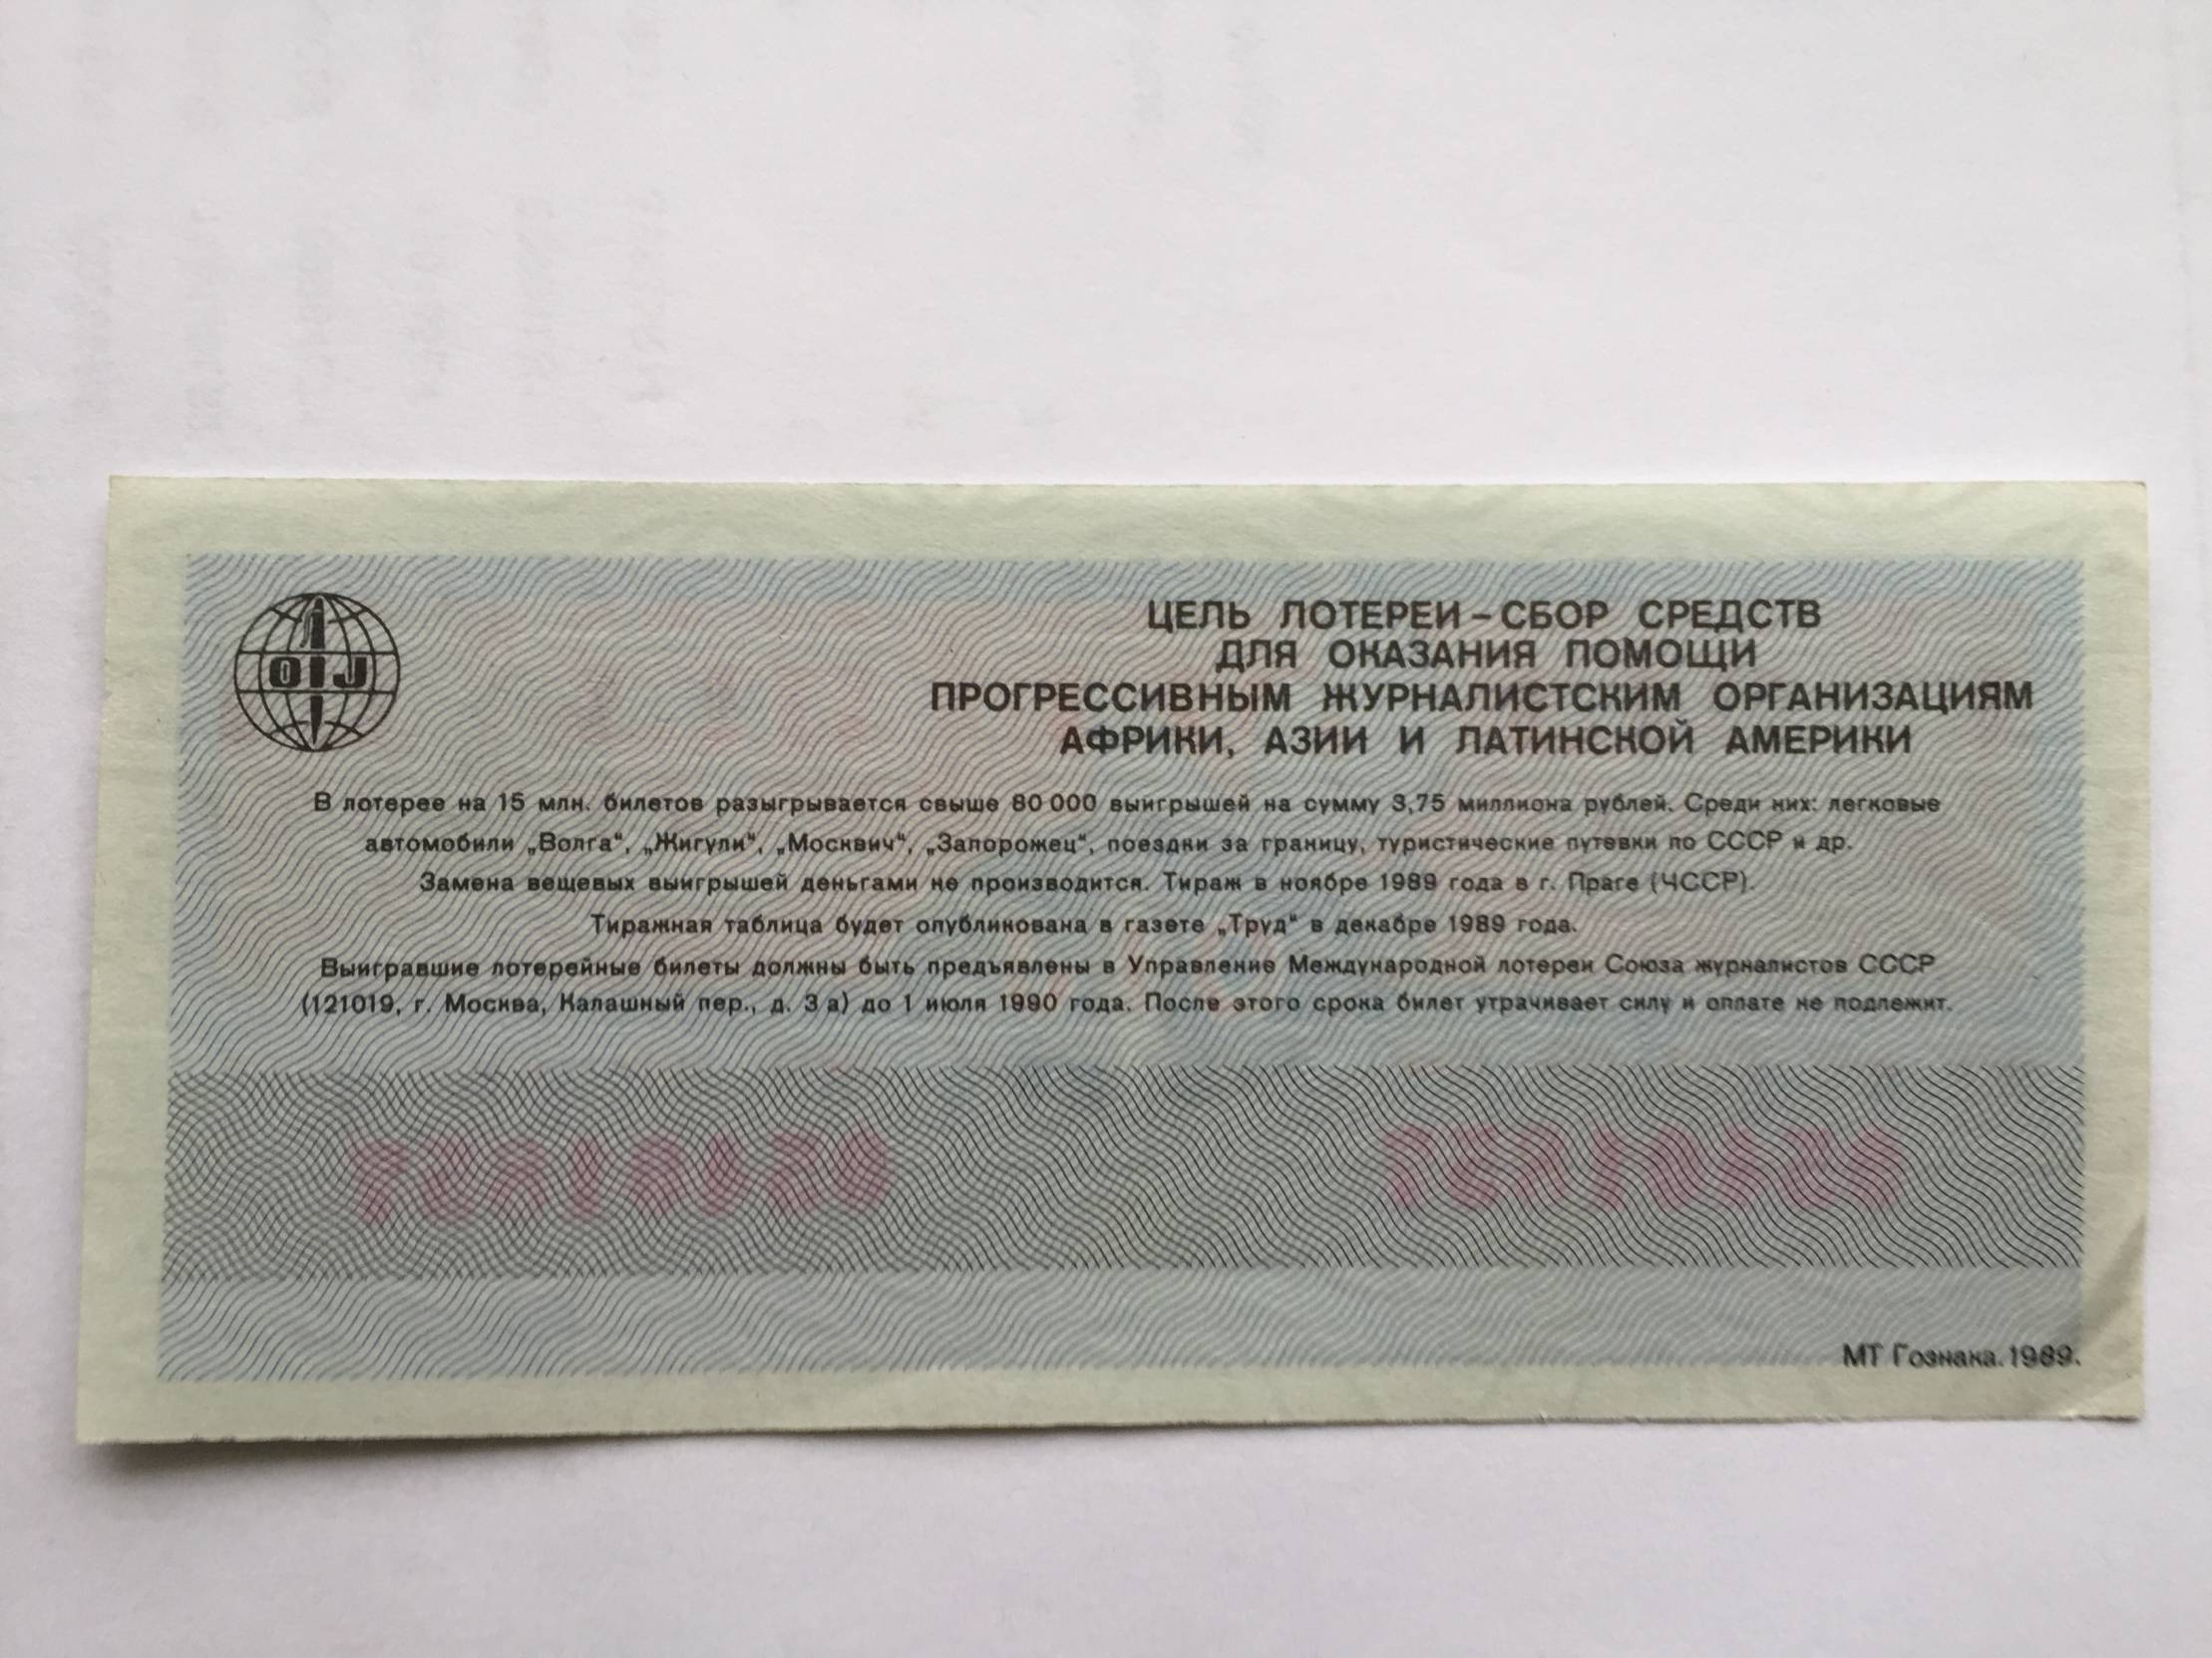 OIJ
ЦЕЛЬ ЛОТЕРЕИ – СБОР СРЕДСТВ
ДЛЯ ОКАЗАНИЯ ПОМОЩИ
ПРОГРЕССИВНЫМ ЖУРНАЛИСТСКИМ ОРГАНИЗАЦИЯМ
АФРИКИ, АЗИИ И ЛАТИНСКОЙ АМЕРИКИ
В лотерее на 15 млн. билетов разыгрывается свыше 80 000 выигрышей на сумму 3,75 миллиона рублей. Среди них: легковые
автомобили „Волга“, „Жигули“, „Москвич“, „Запорожец“, поездки за границу, туристические путевки по СССР и др.
Замена вещевых выигрышей деньгами не производится. Тираж в ноябре 1989 года в г. Праге (ЧССР).
Тиражная таблица будет опубликована в газете „Труд“ в декабре 1989 года.
Выигравшие лотерейные билеты должны быть предъявлены в Управление Международной лотереи Союза журналистов СССР
(121019, г. Москва, Калашный пер., д. 3 а) до 1 июля 1990 года. После этого срока билет утрачивает силу и оплате не подлежит.
МТ Гознака. 1989.